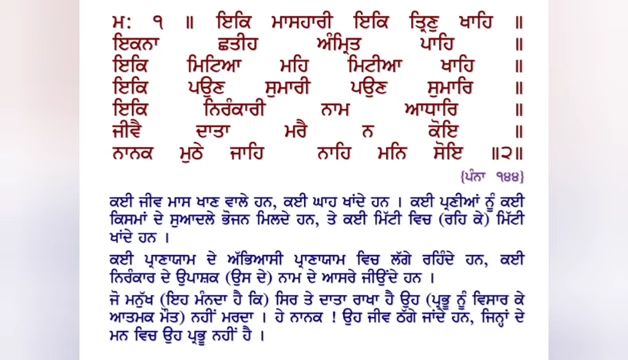 ਮ: ੧ ॥ ਇਕਿ ਮਾਸਹਾਰੀ ਇਕਿ ਤ੍ਰਿਣੁ ਖਾਹਿ ॥
ਇਕਨਾ ਛਤੀਹ ਅੰਮ੍ਰਿਤ ਪਾਹਿ ॥
ਇਕਿ ਮਿਟਿਆ ਮਹਿ ਮਿਟੀਆ ਖਾਹਿ ॥
ਇਕਿ ਪਉਣ ਸੁਮਾਰੀ ਪਉਣ ਸੁਮਾਰਿ ॥
ਇਕਿ ਨਿਰੰਕਾਰੀ ਨਾਮ ਆਧਾਰਿ ॥
ਜੀਵੈ ਦਾਤਾ ਮਰੈ ਨ ਕੋਇ ॥
ਨਾਨਕ ਮੁਠੇ ਜਾਹਿ ਨਾਹਿ ਮਨਿ ਸੋਇ ॥੨॥
{ਪੰਨਾ ੧੪੪}
ਕਈ ਜੀਵ ਮਾਸ ਖਾਣ ਵਾਲੇ ਹਨ, ਕਈ ਘਾਹ ਖਾਂਦੇ ਹਨ । ਕਈ ਪ੍ਰਣੀਆਂ ਨੂੰ ਕਈ
ਕਿਸਮਾਂ ਦੇ ਸੁਆਦਲੇ ਭੋਜਨ ਮਿਲਦੇ ਹਨ, ਤੇ ਕਈ ਮਿੱਟੀ ਵਿਚ (ਰਹਿ ਕੇ) ਮਿੱਟੀ
ਖਾਂਦੇ ਹਨ ।
ਕਈ ਪ੍ਰਾਣਾਯਾਮ ਦੇ ਅੱਭਿਆਸੀ ਪ੍ਰਾਣਾਯਾਮ ਵਿਚ ਲੱਗੇ ਰਹਿੰਦੇ ਹਨ, ਕਈ
ਨਿਰੰਕਾਰ ਦੇ ਉਪਾਸ਼ਕ (ਉਸ ਦੇ) ਨਾਮ ਦੇ ਆਸਰੇ ਜੀਉਂਦੇ ਹਨ ।
ਜੋ ਮਨੁੱਖ (ਇਹ ਮੰਨਦਾ ਹੈ ਕਿ) ਸਿਰ ਤੇ ਦਾਤਾ ਰਾਖਾ ਹੈ ਉਹ (ਪ੍ਰਭੂ ਨੂੰ ਵਿਸਾਰ ਕੇ
ਆਤਮਕ ਮੌਤ) ਨਹੀਂ ਮਰਦਾ । ਹੇ ਨਾਨਕ ! ਉਹ ਜੀਵ ਠੱਗੇ ਜਾਂਦੇ ਹਨ, ਜਿਨ੍ਹਾਂ ਦੇ
ਮਨ ਵਿਚ ਉਹ ਪ੍ਰਭੂ ਨਹੀਂ ਹੈ ।